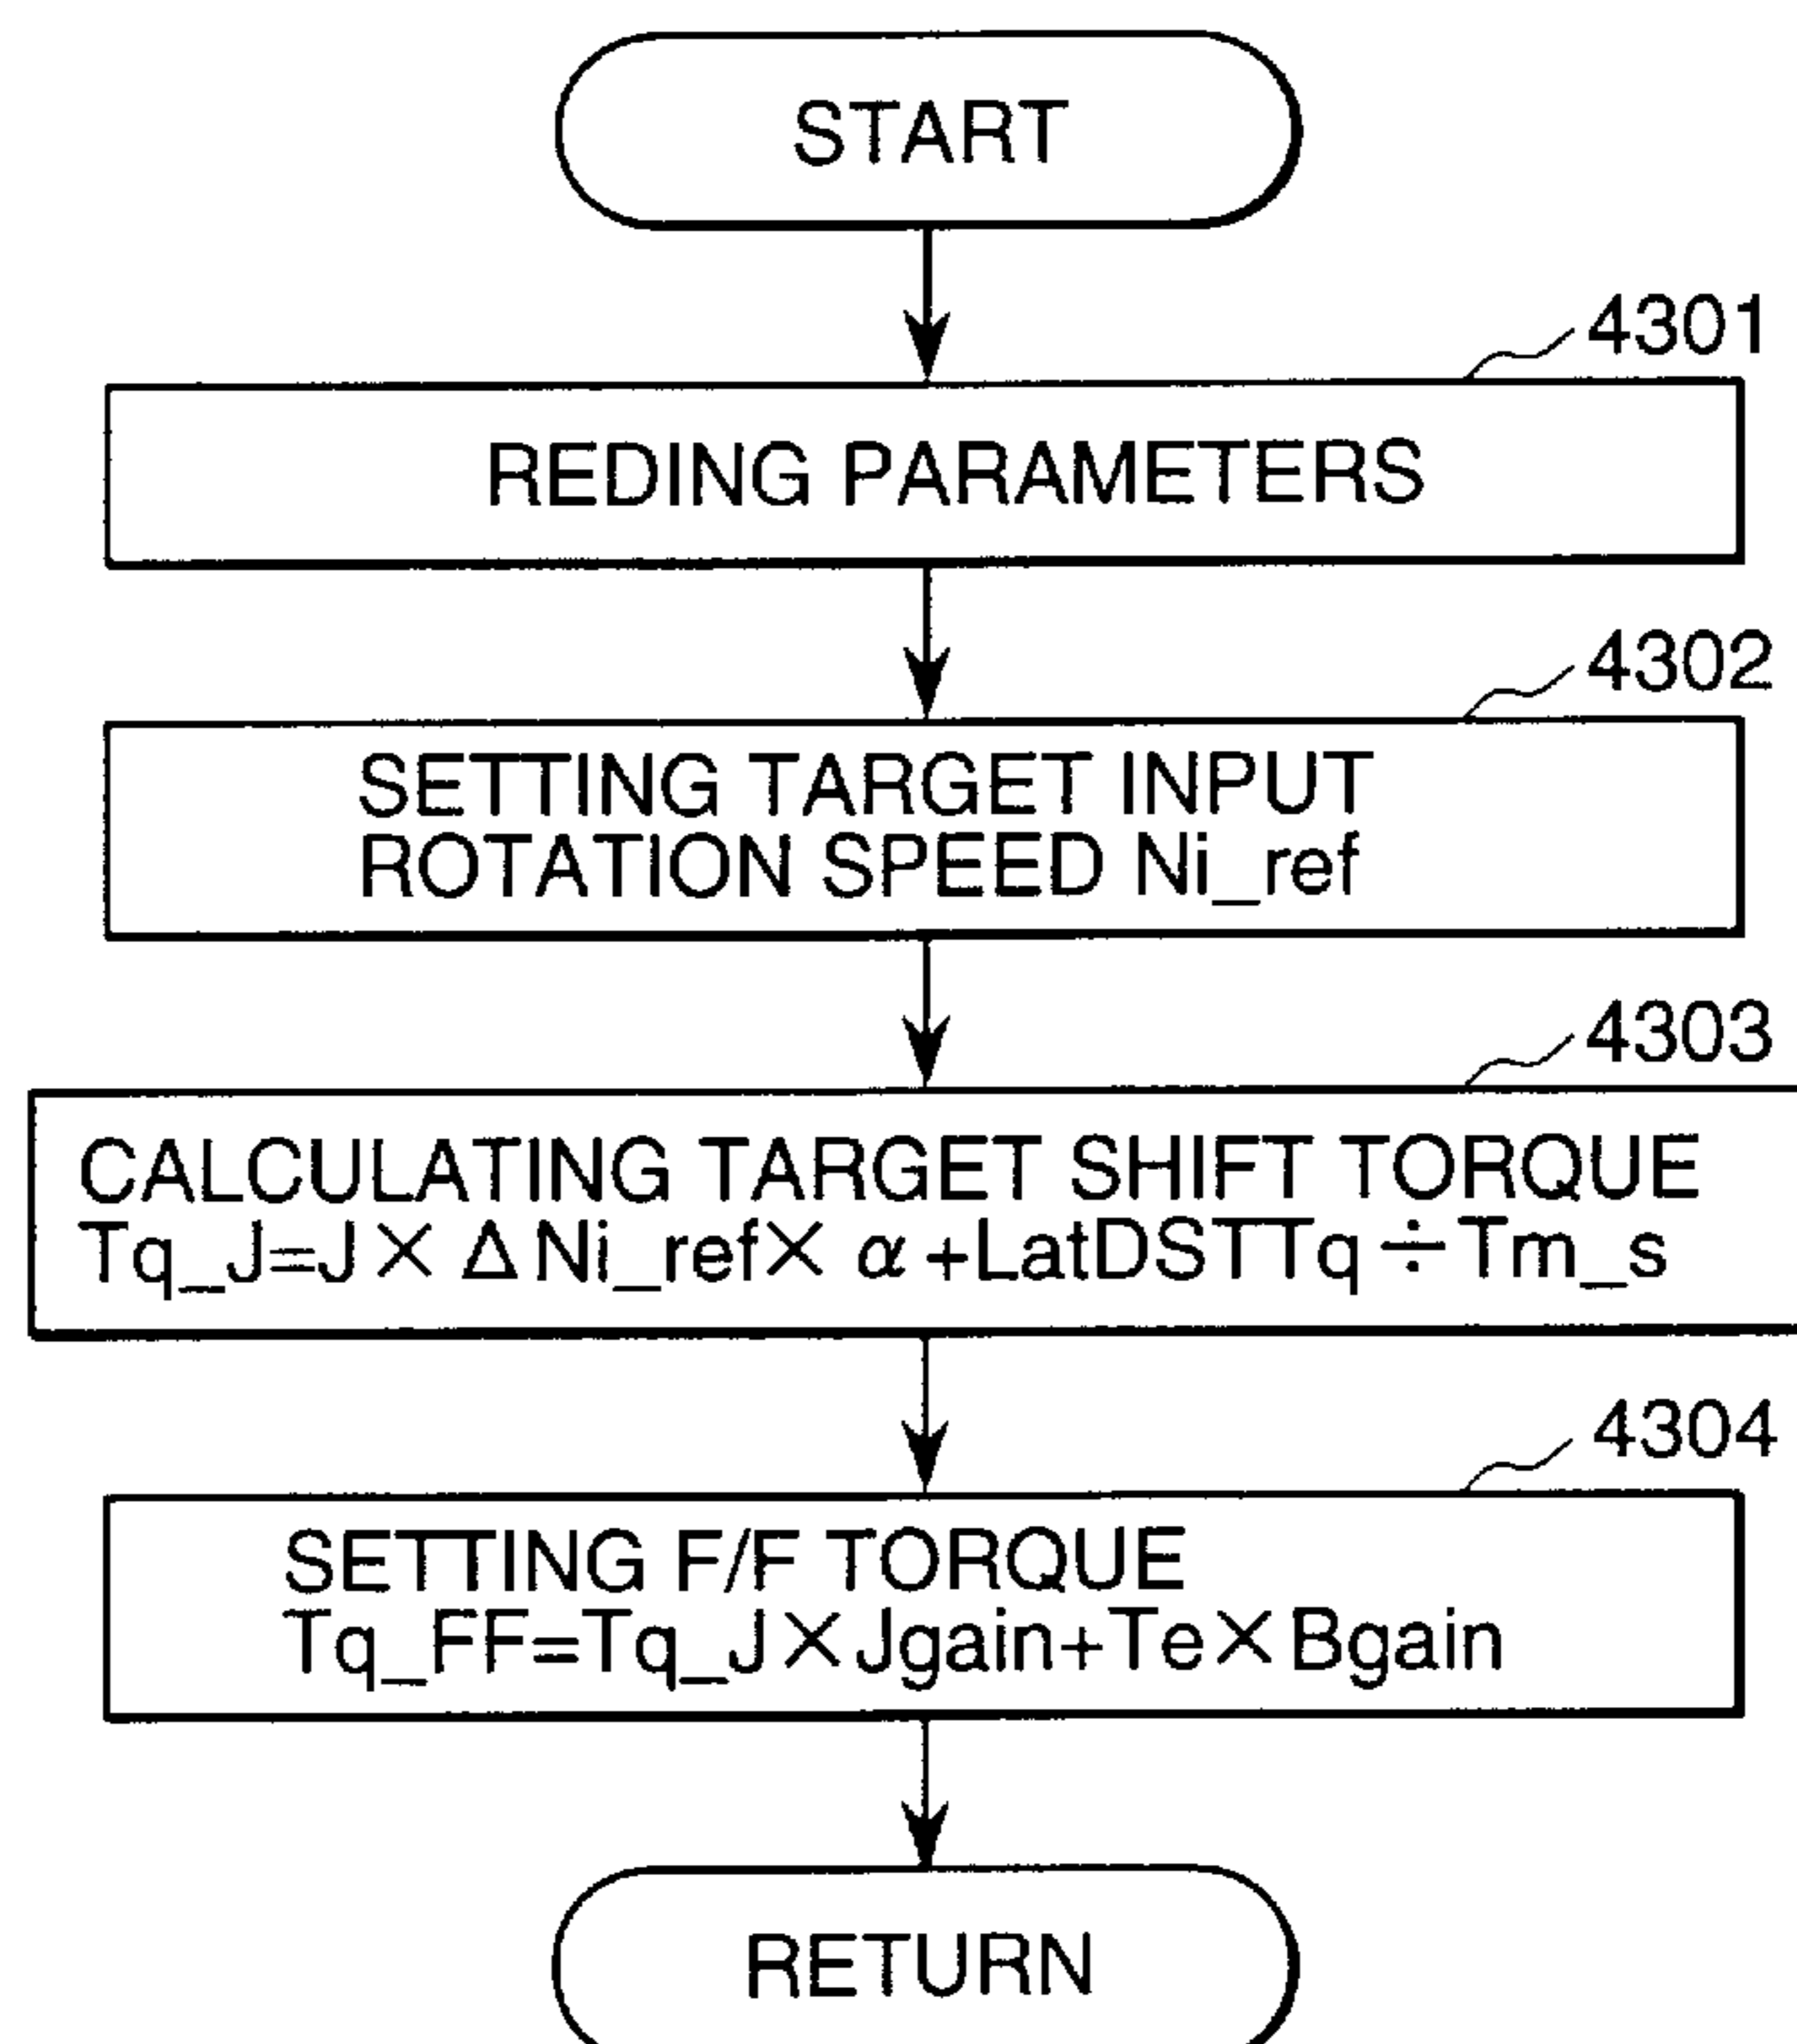 START
4301
REDING PARAMETERS
4302
SETTING TARGET INPUT
ROTATION SPEED Ni_ref
4303
CALCULATING TARGET SHIFT TORQUE
Tq_J=J× Δ Ni_ref× α +LatDSTTq ÷ Tm_s
4304
SETTING F/F TORQUE
Tq_FF=Tq_J×Jgain+Te×Bgain
RETURN